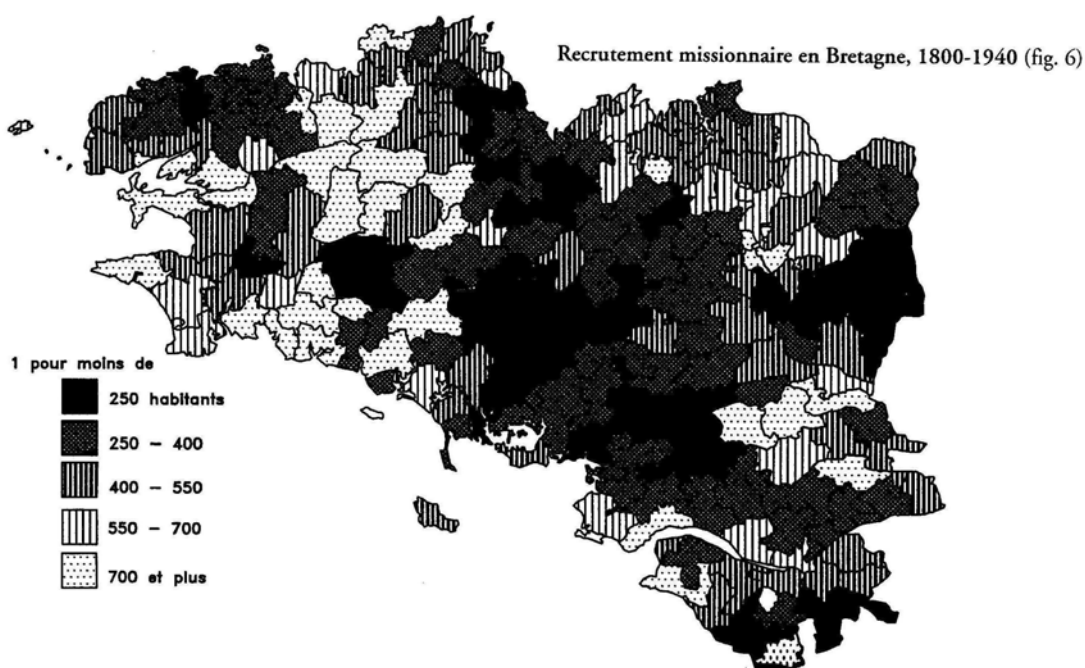 Recrutement missionnaire en Bretagne, 1800-1940 (fig. 6)
1 pour moins de
250 habitants
250 – 400
400 – 550
550 – 700
700 et plus